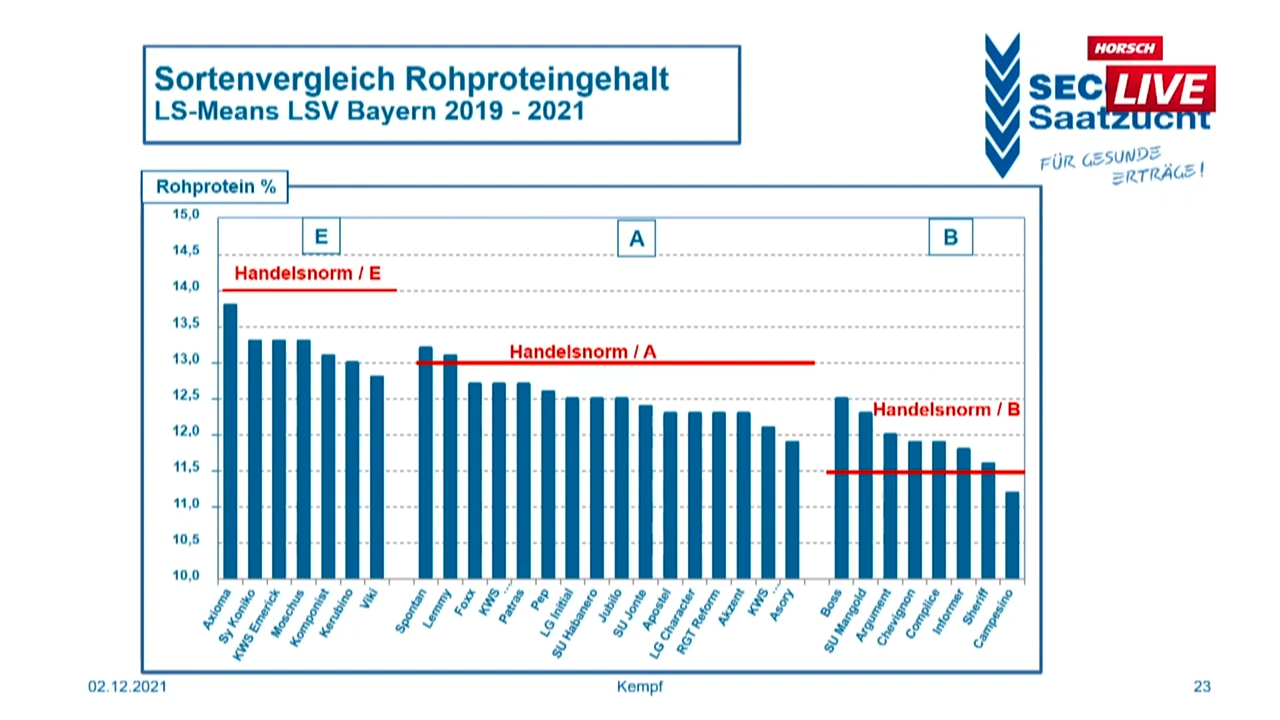 Sortenvergleich Rohproteingehalt
LS-Means LSV Bayern 2019 - 2021
HORSCH
LIVE
SEC
Saatzucht
FÜR GESUNDE
ERTRÄGE!
Rohprotein %
15,0
14,5
14,0
13,5
13,0
12,5
12,0
11,5
11,0
10,5
10,0
E
A
B
Handelsnorm / E
Handelsnorm / A
Handelsnorm / B
Axioma
Sy Koniko
KWS Emerick
Moschus
Komponist
Kerubino
Viki
Spontan
Lemmy
Foxx
KWS ...
Patras
Pep
LG Initial
SU Habanero
Jubilo
SU Jonte
Apostel
LG Character
RGT Reform
Akzent
KWS ...
Asory
Boss
SU Mangold
Argument
Chevignon
Complice
Informer
Sheriff
Campesino
02.12.2021
Kempf
23